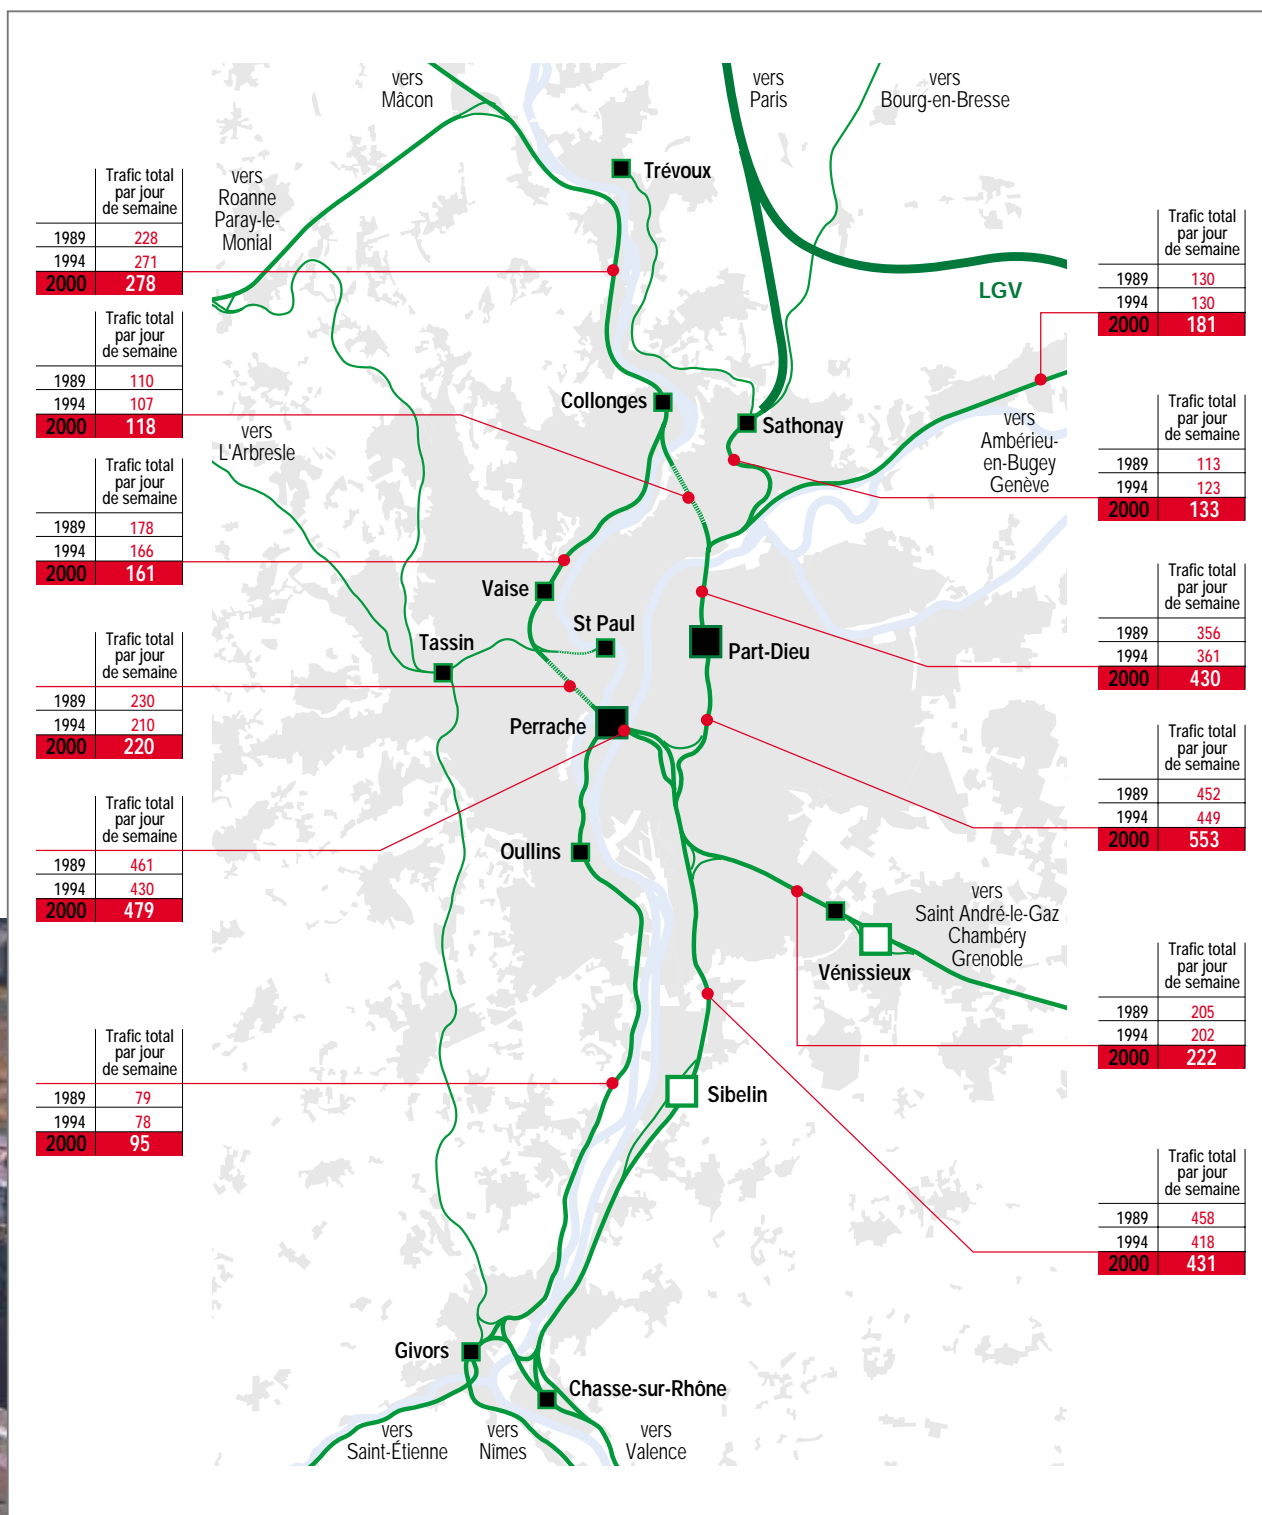 vers
Mâcon
vers
Paris
vers
Bourg-en-Bresse
Trévoux
vers
Roanne
Paray-le-
Monial
LGV
Collonges
Sathonay
vers
L'Arbresle
vers
Ambérieu-
en-Bugey
Genève
Vaise
St Paul
Tassin
Part-Dieu
Perrache
Oullins
vers
Saint André-le-Gaz
Chambéry
Grenoble
Vénissieux
Sibelin
Givors
Chasse-sur-Rhône
vers
Saint-Étienne
vers
Nîmes
vers
Valence
Trafic total
par jour
de semaine
1989 228
1994 271
2000 278
Trafic total
par jour
de semaine
1989 110
1994 107
2000 118
Trafic total
par jour
de semaine
1989 178
1994 166
2000 161
Trafic total
par jour
de semaine
1989 230
1994 210
2000 220
Trafic total
par jour
de semaine
1989 461
1994 430
2000 479
Trafic total
par jour
de semaine
1989 79
1994 78
2000 95
Trafic total
par jour
de semaine
1989 130
1994 130
2000 181
Trafic total
par jour
de semaine
1989 113
1994 123
2000 133
Trafic total
par jour
de semaine
1989 356
1994 361
2000 430
Trafic total
par jour
de semaine
1989 452
1994 449
2000 553
Trafic total
par jour
de semaine
1989 205
1994 202
2000 222
Trafic total
par jour
de semaine
1989 458
1994 418
2000 431